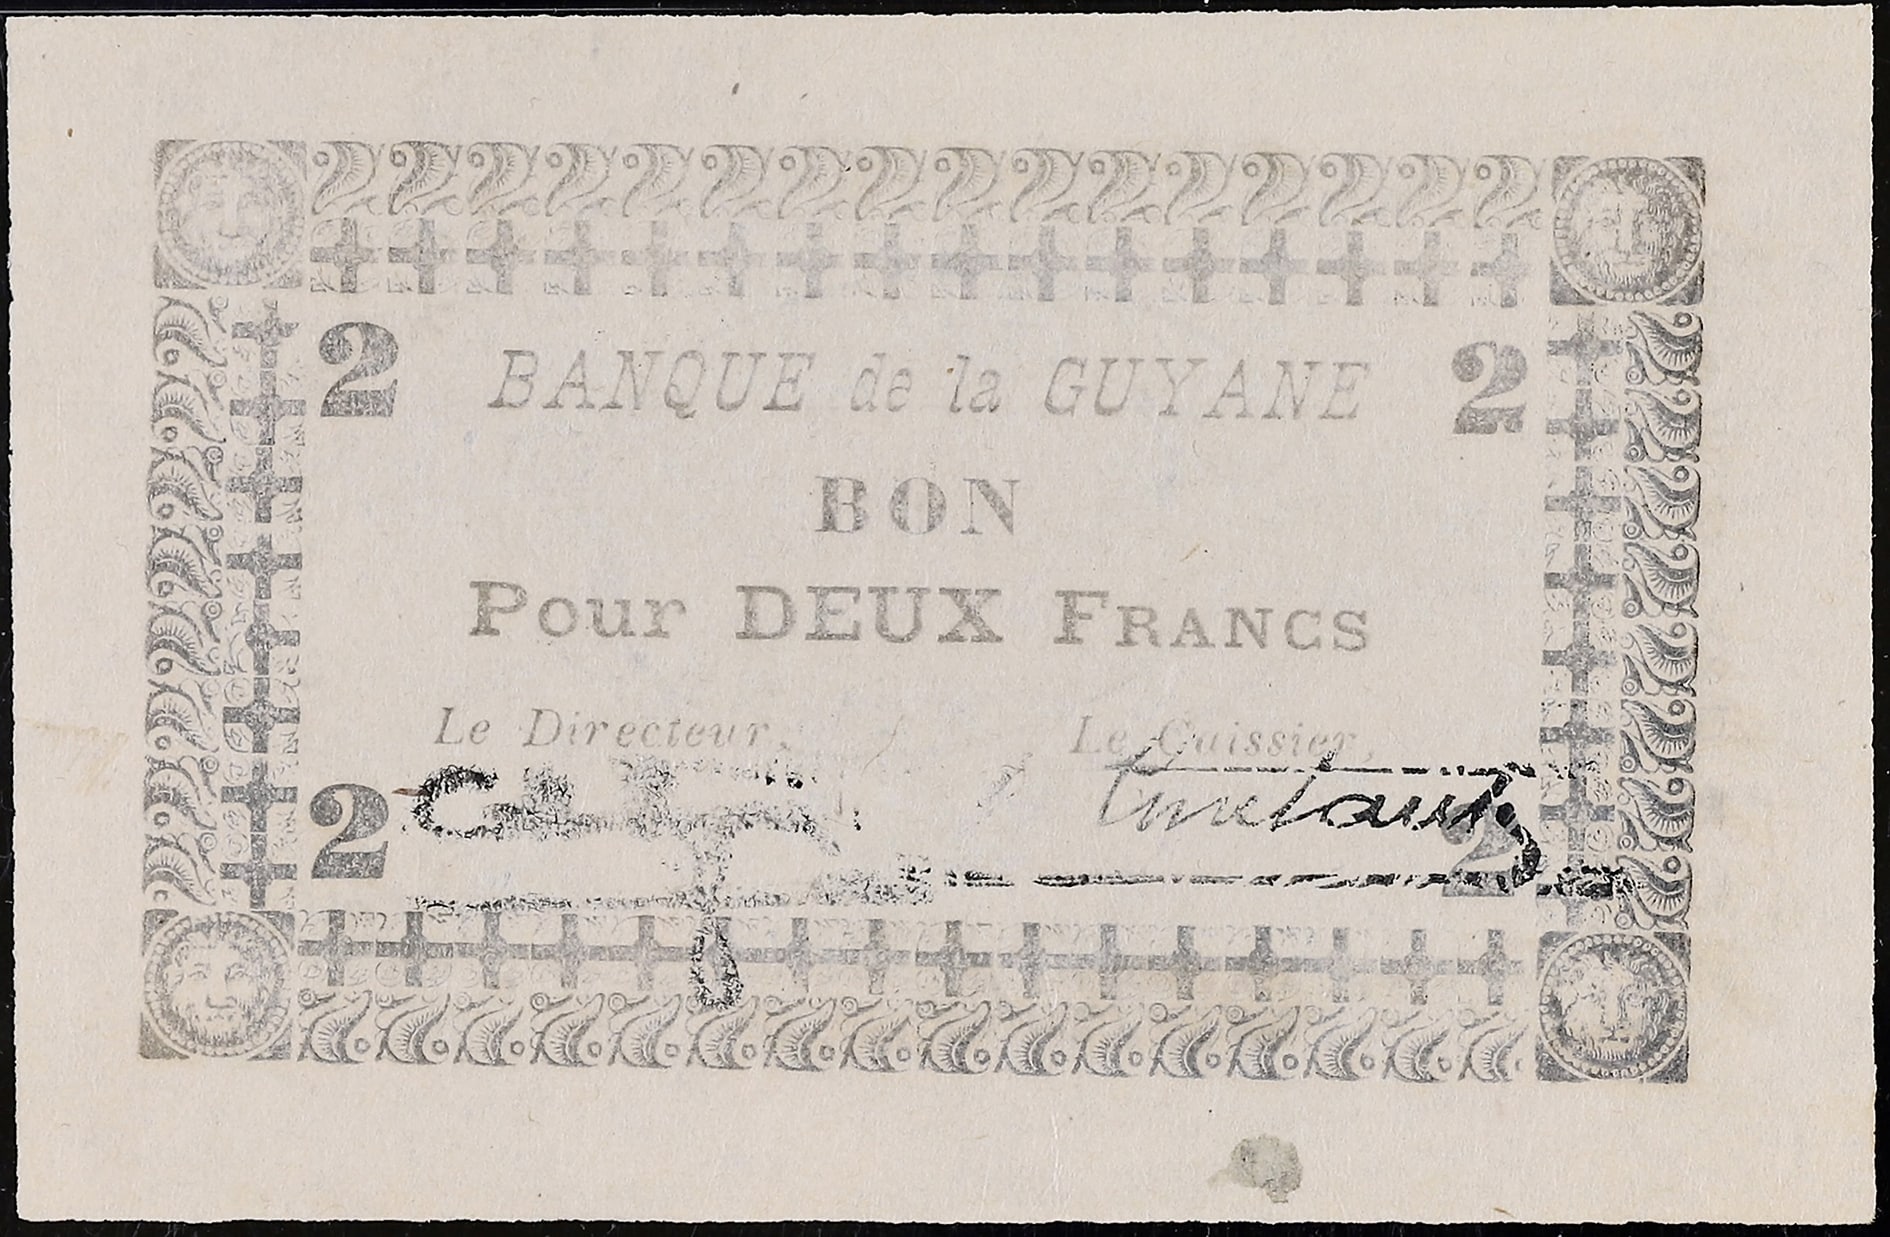 2 BANQUE de la GUYANE 2
BON
Pour DEUX FRANCS
Le Directeur, Le Caissier,
2 2